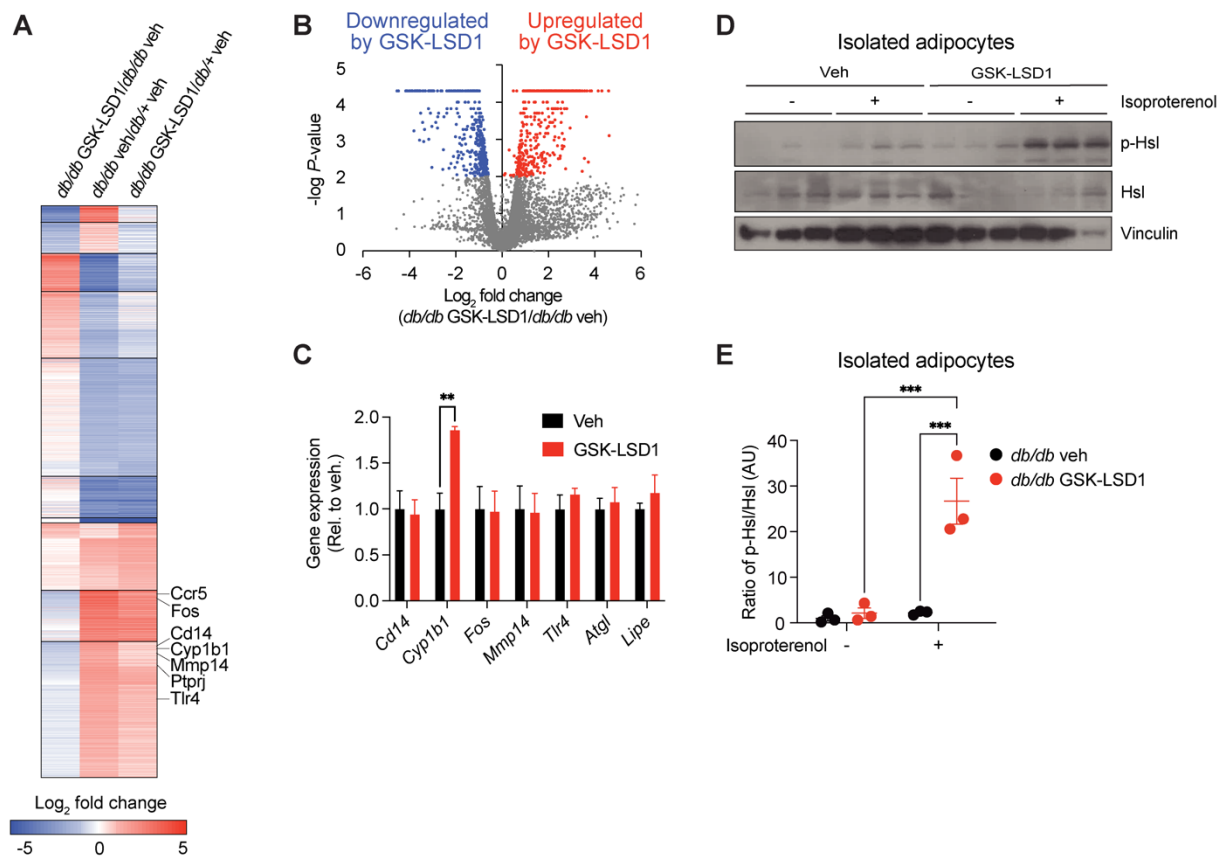 A
db/db GSK-LSD1/db/db veh
db/db veh/db/+ veh
db/db GSK-LSD1/db/+ veh
Ccr5
Fos
Cd14
Cyp1b1
Mmp14
Ptprj
Tlr4
Log2 fold change
-5 0 5
B
Downregulated by GSK-LSD1
Upregulated by GSK-LSD1
-log P-value
5
4
3
2
1
0
-6 -4 -2 0 2 4 6
Log2 fold change
(db/db GSK-LSD1/db/db veh)
C
Gene expression
(Rel. to veh.)
2.0
1.5
1.0
0.5
0.0
**
Veh
GSK-LSD1
Cd14 Cyp1b1 Fos Mmp14 Tlr4 Atgl Lipe
D
Isolated adipocytes
Veh GSK-LSD1
- + - + Isoproterenol
p-Hsl
Hsl
Vinculin
E
Isolated adipocytes
Ratio of p-Hsl/Hsl (AU)
40
30
20
10
0
***
***
db/db veh
db/db GSK-LSD1
Isoproterenol - +